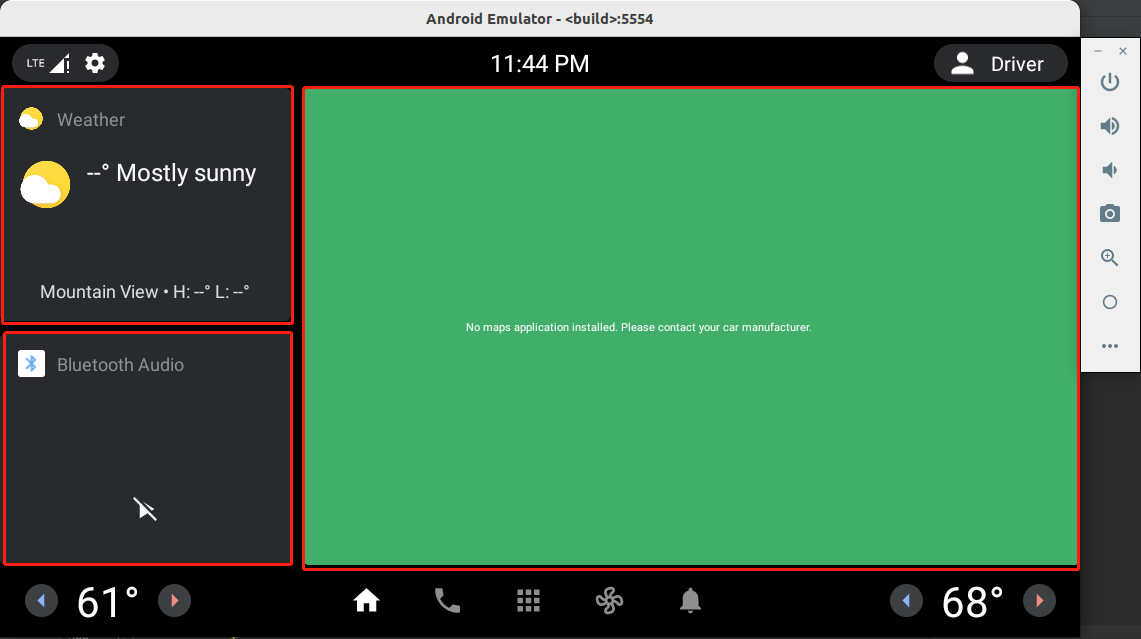 Android Emulator - <build>:5554
LTE
11:44 PM
Driver
Weather
--° Mostly sunny
Mountain View • H: --° L: --°
Bluetooth Audio
No maps application installed. Please contact your car manufacturer.
61°
68°